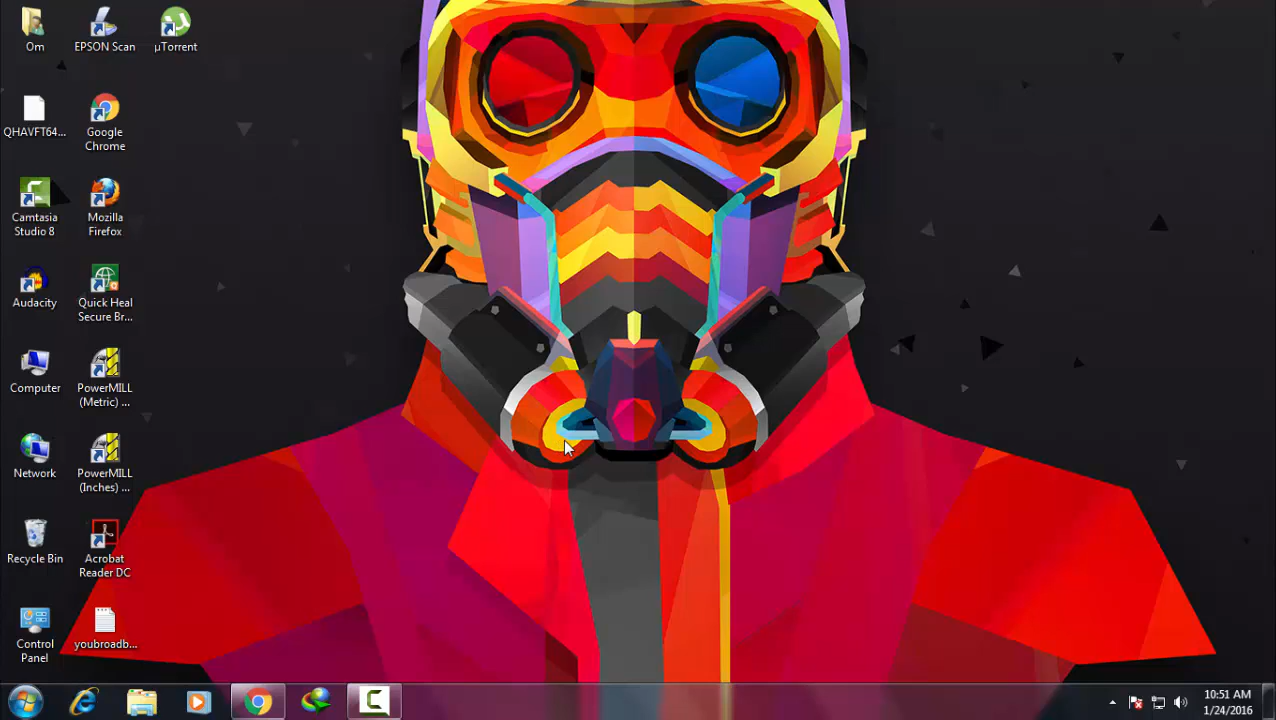 Om
EPSON Scan
µTorrent
QHAVFT64...
Google
Chrome
Camtasia
Studio 8
Mozilla
Firefox
Audacity
Quick Heal
Secure Br...
Computer
PowerMILL
(Metric) ...
Network
PowerMILL
(Inches) ...
Recycle Bin
Acrobat
Reader DC
Control
Panel
youbroadb...
10:51 AM
1/24/2016